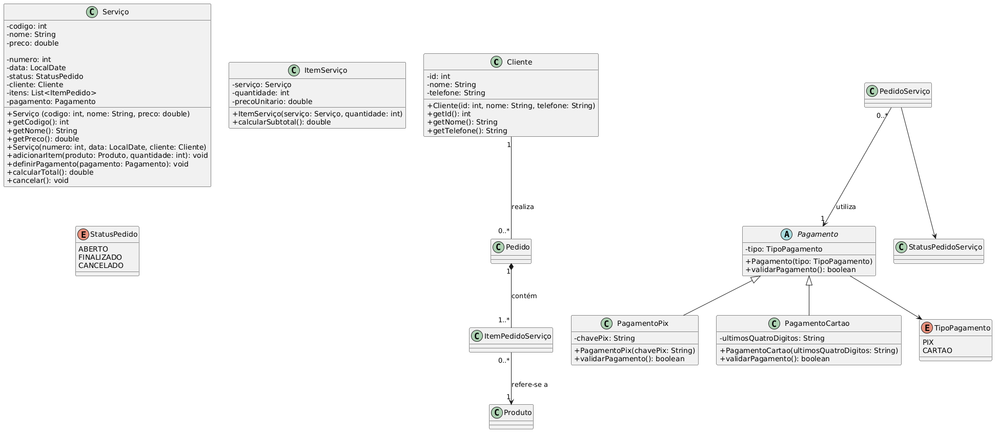 Serviço
-codigo: int
-nome: String
-preco: double
-numero: int
-data: LocalDate
-status: StatusPedido
-cliente: Cliente
-itens: List<ItemPedido>
-pagamento: Pagamento
+Serviço (codigo: int, nome: String, preco: double)
+getCodigo(): int
+getNome(): String
+getPreco(): double
+Serviço(numero: int, data: LocalDate, cliente: Cliente)
+adicionarItem(produto: Produto, quantidade: int): void
+definirPagamento(pagamento: Pagamento): void
+calcularTotal(): double
+cancelar(): void
ItemServiço
-serviço: Serviço
-quantidade: int
-precoUnitario: double
+ItemServiço(serviço: Serviço, quantidade: int)
+calcularSubtotal(): double
Cliente
-id: int
-nome: String
-telefone: String
+Cliente(id: int, nome: String, telefone: String)
+getId(): int
+getNome(): String
+getTelefone(): String
PedidoServiço
1
realiza
0..*
0..*
utiliza
1
StatusPedido
ABERTO
FINALIZADO
CANCELADO
Pedido
Pagamento
-tipo: TipoPagamento
+Pagamento(tipo: TipoPagamento)
+validarPagamento(): boolean
StatusPedidoServiço
1
contém
1..*
ItemPedidoServiço
PagamentoPix
-chavePix: String
+PagamentoPix(chavePix: String)
+validarPagamento(): boolean
PagamentoCartao
-ultimosQuatroDigitos: String
+PagamentoCartao(ultimosQuatroDigitos: String)
+validarPagamento(): boolean
TipoPagamento
PIX
CARTAO
0..*
refere-se a
1
Produto